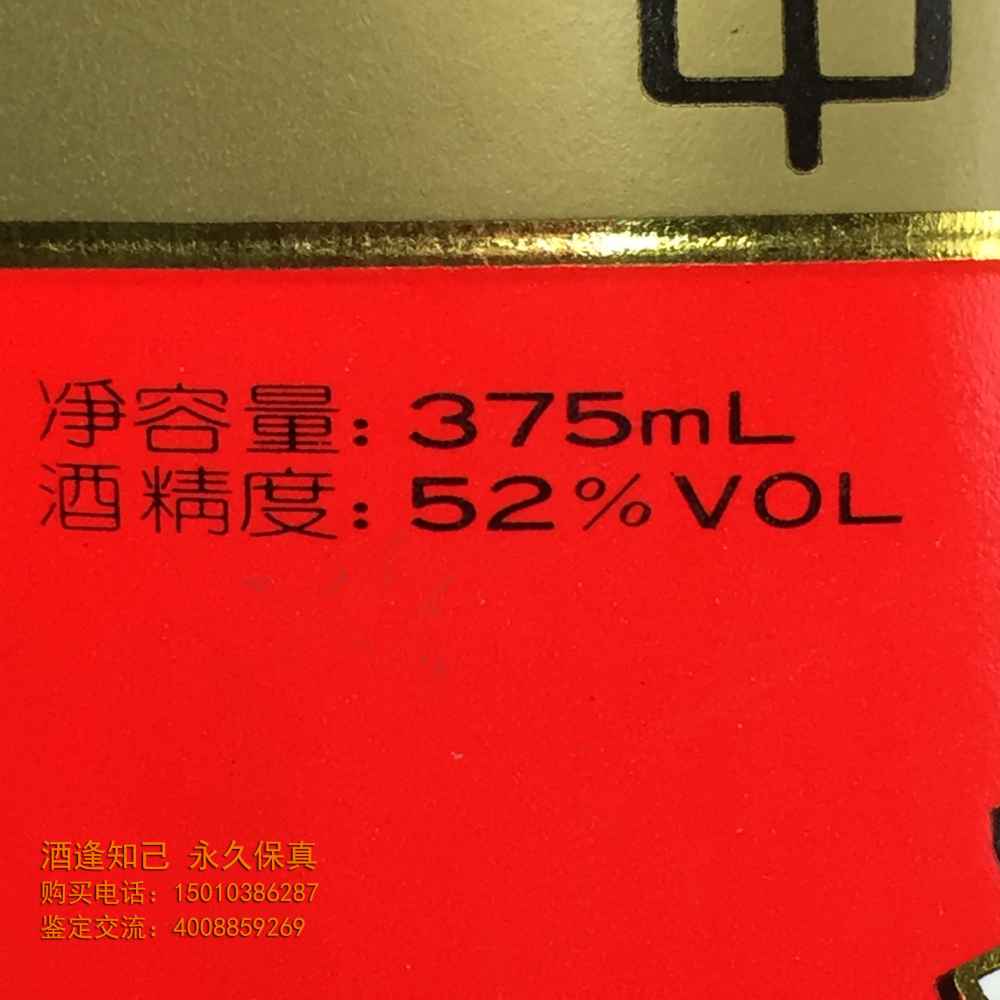 净容量：375mL
酒精度：52%VOL
酒逢知己 永久保真
购买电话：15010386287
鉴定交流：4008859269